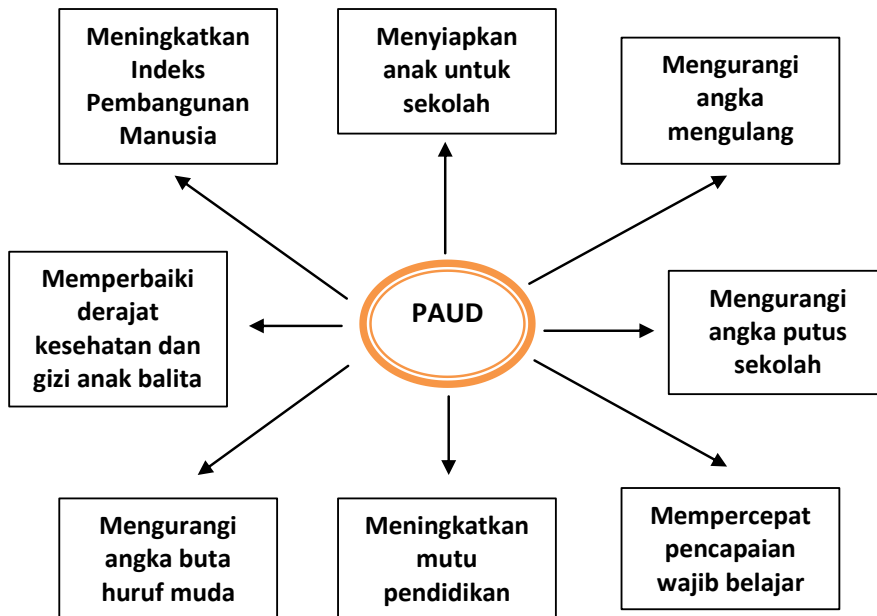 Meningkatkan
Indeks
Pembangunan
Manusia
Menyiapkan
anak untuk
sekolah
Mengurangi
angka
mengulang
Memperbaiki
derajat
kesehatan dan
gizi anak balita
PAUD
Mengurangi
angka putus
sekolah
Mengurangi
angka buta
huruf muda
Meningkatkan
mutu
pendidikan
Mempercepat
pencapaian
wajib belajar